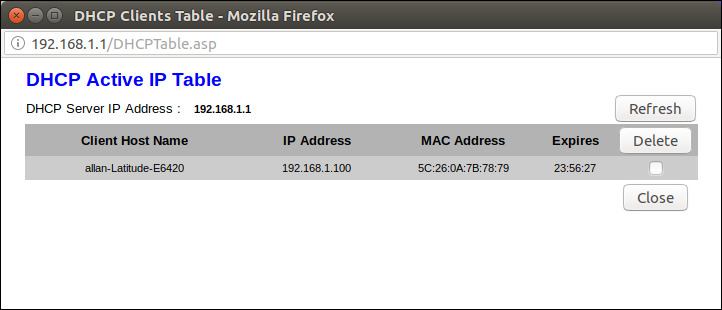 DHCP Clients Table - Mozilla Firefox
192.168.1.1/DHCPTable.asp
DHCP Active IP Table
DHCP Server IP Address : 192.168.1.1 Refresh
Client Host Name IP Address MAC Address Expires Delete
allan-Latitude-E6420 192.168.1.100 5C:26:0A:7B:78:79 23:56:27
Close